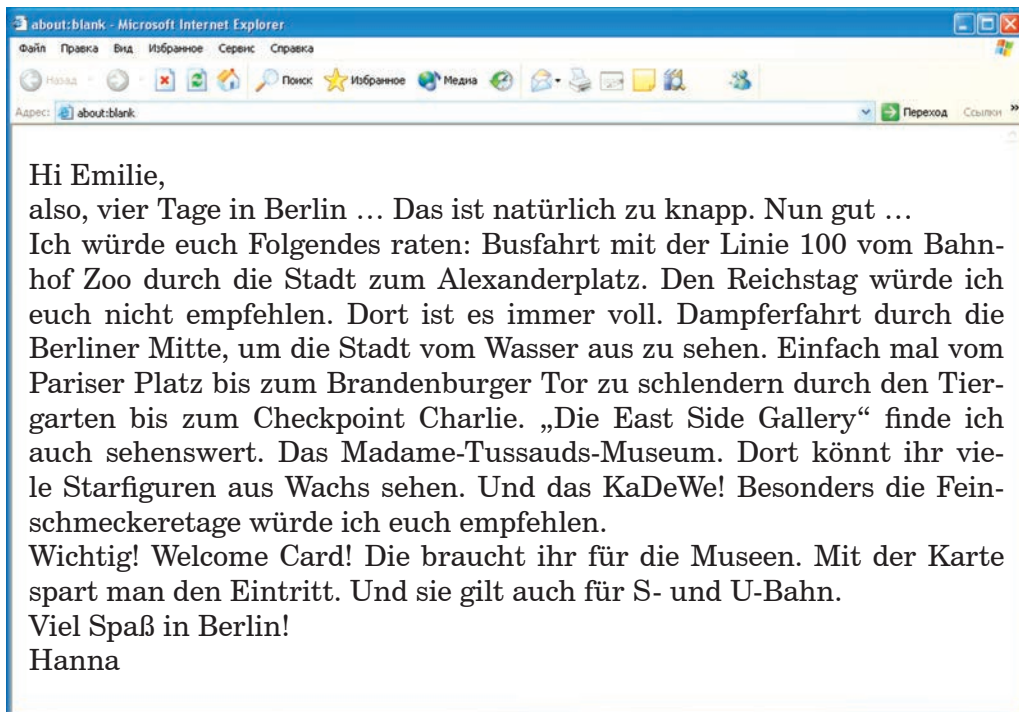 about:blank - Microsoft Internet Explorer
Файл Правка Вид Избранное Сервис Справка
Назад Поиск Избранное Медиа
Адрес: about:blank Переход Ссылки »
Hi Emilie,
also, vier Tage in Berlin … Das ist natürlich zu knapp. Nun gut …
Ich würde euch Folgendes raten: Busfahrt mit der Linie 100 vom Bahn-
hof Zoo durch die Stadt zum Alexanderplatz. Den Reichstag würde ich
euch nicht empfehlen. Dort ist es immer voll. Dampferfahrt durch die
Berliner Mitte, um die Stadt vom Wasser aus zu sehen. Einfach mal vom
Pariser Platz bis zum Brandenburger Tor zu schlendern durch den Tier-
garten bis zum Checkpoint Charlie. „Die East Side Gallery“ finde ich
auch sehenswert. Das Madame-Tussauds-Museum. Dort könnt ihr vie-
le Starfiguren aus Wachs sehen. Und das KaDeWe! Besonders die Fein-
schmeckeretage würde ich euch empfehlen.
Wichtig! Welcome Card! Die braucht ihr für die Museen. Mit der Karte
spart man den Eintritt. Und sie gilt auch für S- und U-Bahn.
Viel Spaß in Berlin!
Hanna